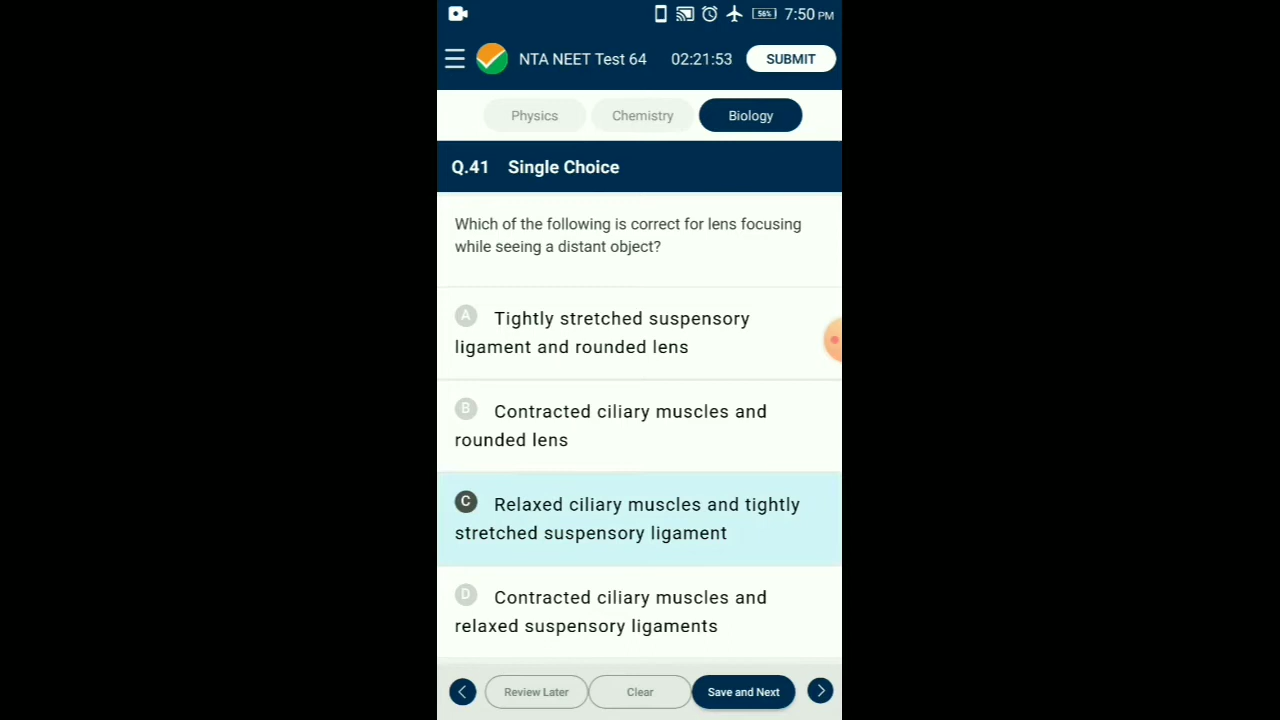 56% 7:50 PM
NTA NEET Test 64 02:21:53 SUBMIT
Physics Chemistry Biology
Q.41 Single Choice
Which of the following is correct for lens focusing
while seeing a distant object?
A Tightly stretched suspensory
ligament and rounded lens
B Contracted ciliary muscles and
rounded lens
C Relaxed ciliary muscles and tightly
stretched suspensory ligament
D Contracted ciliary muscles and
relaxed suspensory ligaments
Review Later Clear Save and Next